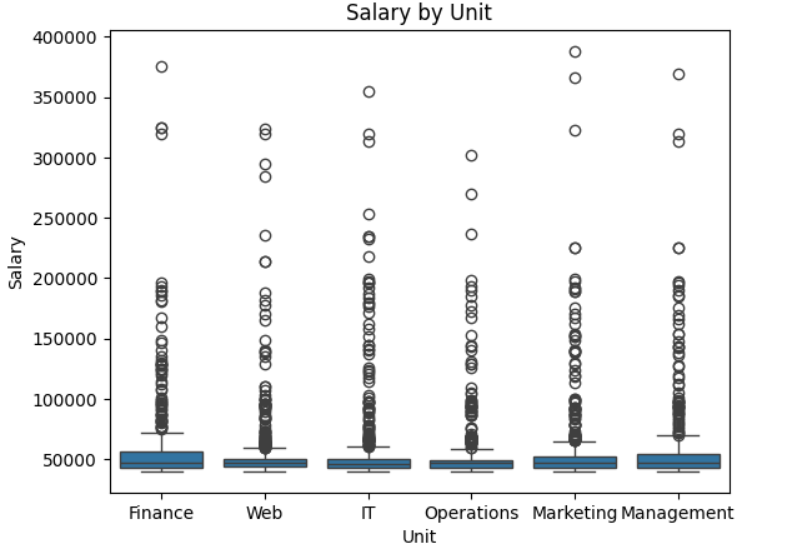 Salary by Unit
400000
350000
300000
250000
200000
150000
100000
50000
Salary
Finance Web IT Operations Marketing Management
Unit